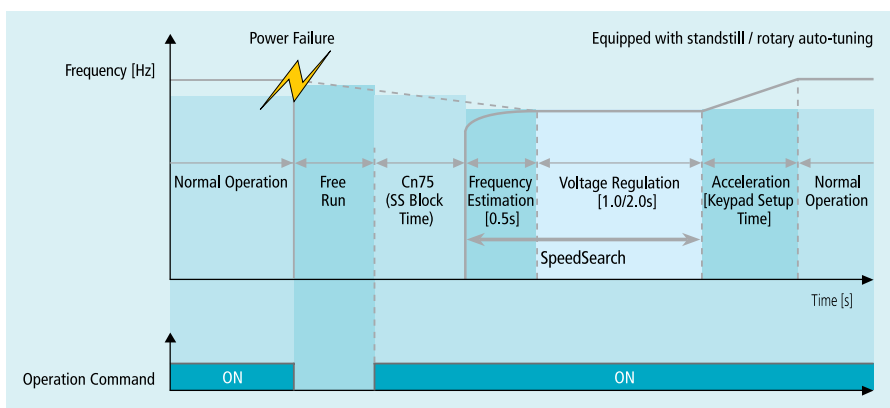 Power Failure
Equipped with standstill / rotary auto-tuning
Frequency [Hz]
Normal Operation
Free
Run
Cn75
(SS Block
Time)
Frequency
Estimation
[0.5s]
Voltage Regulation
[1.0/2.0s]
Acceleration
[Keypad Setup
Time]
Normal
Operation
SpeedSearch
Time [s]
Operation Command
ON
ON